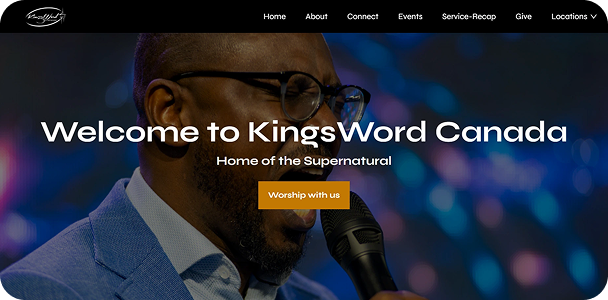 KingsWord
Home
About
Connect
Events
Service-Recap
Give
Locations
Welcome to KingsWord Canada
Home of the Supernatural
Worship with us